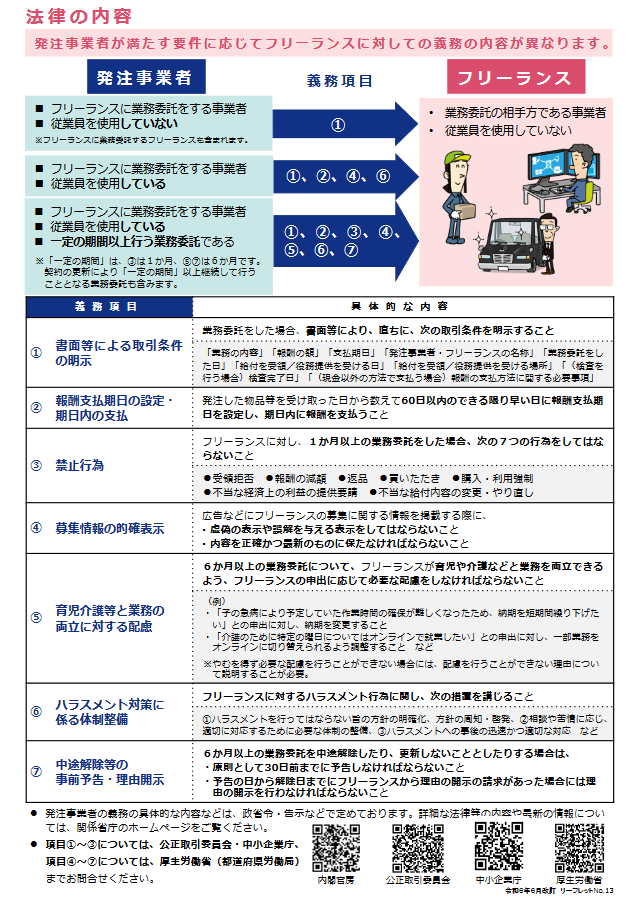 法律の内容
発注事業者が満たす要件に応じてフリーランスに対しての義務の内容が異なります。
発注事業者
義務項目
フリーランス
■ フリーランスに業務委託をする事業者
■ 従業員を使用していない
※フリーランスに業務委託するフリーランスも含まれます。
①
• 業務委託の相手方である事業者
• 従業員を使用していない
■ フリーランスに業務委託をする事業者
■ 従業員を使用している
①、②、④、⑥
■ フリーランスに業務委託をする事業者
■ 従業員を使用している
■ 一定の期間以上行う業務委託である
※「一定の期間」は、③は1か月、⑤⑦は6か月です。
契約の更新により「一定の期間」以上継続して行う
こととなる業務委託も含みます。
①、②、③、④、
⑤、⑥、⑦
義務項目
具体的な内容
① 書面等による取引条件
の明示
業務委託をした場合、書面等により、直ちに、次の取引条件を明示すること
「業務の内容」「報酬の額」「支払期日」「発注事業者・フリーランスの名称」「業務委託をし
た日」「給付を受領／役務提供を受ける日」「給付を受領／役務提供を受ける場所」「（検査を
行う場合）検査完了日」「（現金以外の方法で支払う場合）報酬の支払方法に関する必要事項」
② 報酬支払期日の設定・
期日内の支払
発注した物品等を受け取った日から数えて60日以内のできる限り早い日に報酬支払期
日を設定し、期日内に報酬を支払うこと
③ 禁止行為
フリーランスに対し、１か月以上の業務委託をした場合、次の７つの行為をしてはな
らないこと
●受領拒否 ●報酬の減額 ●返品 ●買いたたき ●購入・利用強制
●不当な経済上の利益の提供要請 ●不当な給付内容の変更・やり直し
④ 募集情報の的確表示
広告などにフリーランスの募集に関する情報を掲載する際に、
・虚偽の表示や誤解を与える表示をしてはならないこと
・内容を正確かつ最新のものに保たなければならないこと
⑤ 育児介護等と業務の
両立に対する配慮
６か月以上の業務委託について、フリーランスが育児や介護などと業務を両立できる
よう、フリーランスの申出に応じて必要な配慮をしなければならないこと
（例）
・「子の急病により予定していた作業時間の確保が難しくなったため、納期を短期間繰り下げた
い」との申出に対し、納期を変更すること
・「介護のために特定の曜日についてはオンラインで就業したい」との申出に対し、一部業務を
オンラインに切り替えられるよう調整すること など
※やむを得ず必要な配慮を行うことができない場合には、配慮を行うことができない理由につい
て説明することが必要。
⑥ ハラスメント対策に
係る体制整備
フリーランスに対するハラスメント行為に関し、次の措置を講じること
①ハラスメントを行ってはならない旨の方針の明確化、方針の周知・啓発、②相談や苦情に応じ、
適切に対応するために必要な体制の整備、③ハラスメントへの事後の迅速かつ適切な対応 など
⑦ 中途解除等の
事前予告・理由開示
６か月以上の業務委託を中途解除したり、更新しないこととしたりする場合は、
・原則として30日前までに予告しなければならないこと
・予告の日から解除日までにフリーランスから理由の開示の請求があった場合には理
由の開示を行わなければならないこと
● 発注事業者の義務の具体的な内容などは、政省令・告示などで定めております。詳細な法律等の内容や最新の情報につい
ては、関係省庁のホームページをご覧ください。
● 項目①～③については、公正取引委員会・中小企業庁、
項目④～⑦については、厚生労働省（都道府県労働局）
までお問合せください。
内閣官房
公正取引委員会
中小企業庁
厚生労働省
令和6年6月改訂 リーフレットNo.13